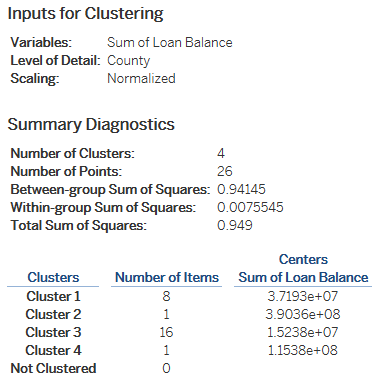 Inputs for Clustering
Variables: Sum of Loan Balance
Level of Detail: County
Scaling: Normalized
Summary Diagnostics
Number of Clusters: 4
Number of Points: 26
Between-group Sum of Squares: 0.94145
Within-group Sum of Squares: 0.0075545
Total Sum of Squares: 0.949
Centers
Clusters Number of Items Sum of Loan Balance
Cluster 1 8 3.7193e+07
Cluster 2 1 3.9036e+08
Cluster 3 16 1.5238e+07
Cluster 4 1 1.1538e+08
Not Clustered 0